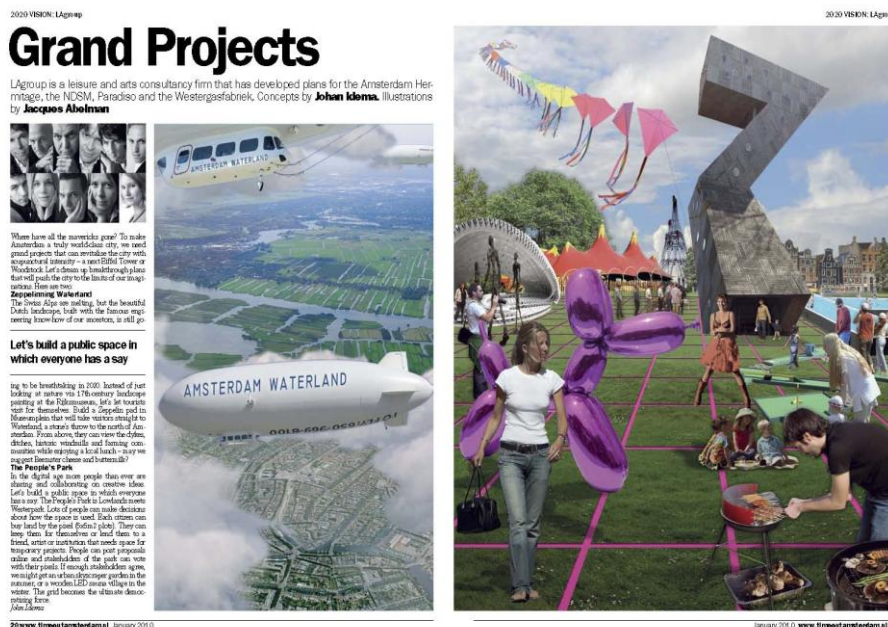 2020 VISION: LAgroup
2020 VISION: LAgrou
Grand Projects
LAgroup is a leisure and arts consultancy firm that has developed plans for the Amsterdam Her-
mitage, the NDSM, Paradiso and the Westergasfabriek. Concepts by Johan Idema. Illustrations
by Jacques Abelman
Where have all the mavericks gone? To make
Amsterdam a truly world-class city, we need
grand projects that can revitalize the city with
acupunctural intensity – a next Eiffel Tower or
Woodstock. Let's dream up breakthrough plans
that will push the city to the limits of our imagi-
nations. Here are two:
Zeppelinning Waterland
The Swiss Alps are melting, but the beautiful
Dutch landscape, built with the famous engi-
neering know-how of our ancestors, is still go-
Let's build a public space in
which everyone has a say
ing to be breathtaking in 2020. Instead of just
looking at nature via 17th-century landscape
painting at the Rijksmuseum, let's let tourists
visit for themselves. Build a Zeppelin pad in
Museumplein that will take visitors straight to
Waterland, a stone's throw to the north of Am-
sterdam. From above, they can view the dykes,
ditches, historic windmills and farming com-
munities while enjoying a local lunch – may we
suggest Beemster cheese and buttermilk?
The People's Park
In the digital age more people than ever are
sharing and collaborating on creative ideas.
Let's build a public space in which everyone
has a say. The People's Park is Lowlands meets
Westerpark. Lots of people can make decisions
about how the space is used. Each citizen can
buy land by the pixel (5x5m2 plots). They can
keep them for themselves or lend them to a
friend, artist or institution that needs space for
temporary projects. People can post proposals
online and stakeholders of the park can vote
with their pixels. If enough stakeholders agree,
we might get an urban skyscraper garden in the
summer, or a wooden LED sauna village in the
winter. The grid becomes the ultimate democ-
ratising force.
John Idema
AMSTERDAM WATERLAND
AMSTERDAM WATERLAND
20 www.timeoutamsterdam.nl January 2010
January 2010 www.timeoutamsterdam.nl